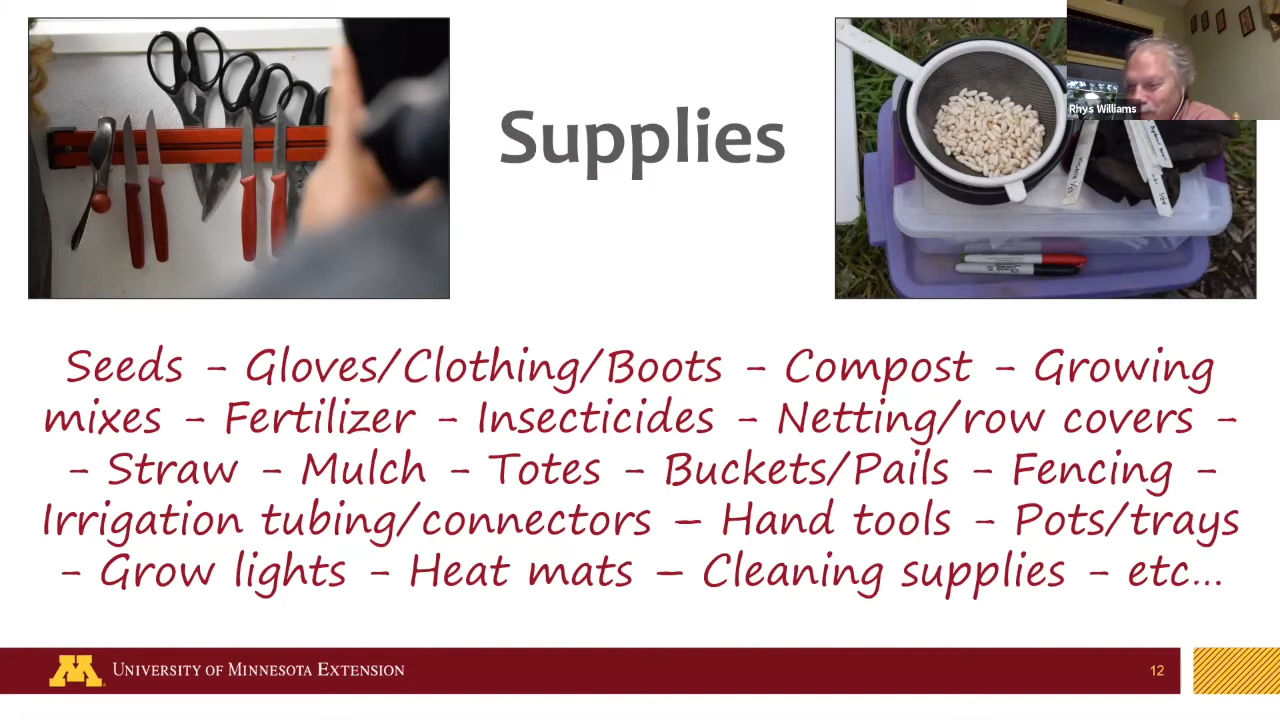 Supplies
Rhys Williams
Seeds - Gloves/Clothing/Boots - Compost - Growing
mixes - Fertilizer - Insecticides - Netting/row covers -
- Straw - Mulch - Totes - Buckets/Pails - Fencing -
Irrigation tubing/connectors – Hand tools - Pots/trays
- Grow lights - Heat mats – Cleaning supplies - etc...
M
UNIVERSITY OF MINNESOTA EXTENSION
12